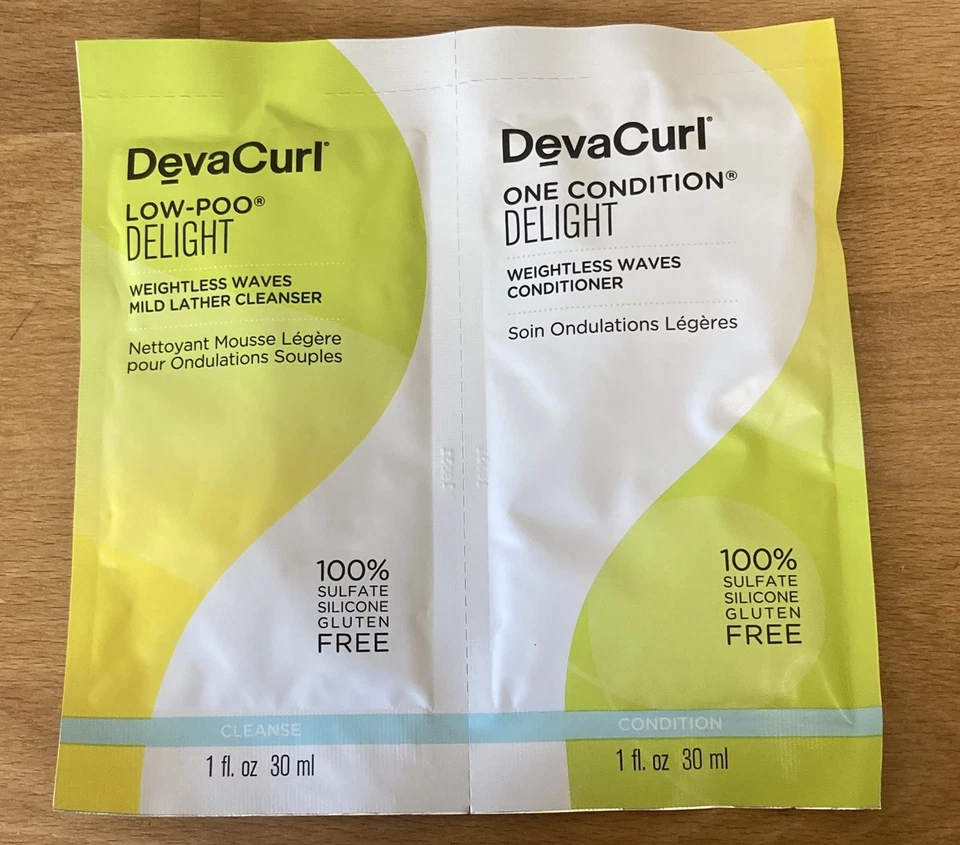 DevaCurl®
LOW-POO®
DELIGHT
WEIGHTLESS WAVES
MILD LATHER CLEANSER
Nettoyant Mousse Légère
pour Ondulations Souples
100%
SULFATE
SILICONE
GLUTEN
FREE
CLEANSE
1 fl. oz 30 ml
DevaCurl®
ONE CONDITION®
DELIGHT
WEIGHTLESS WAVES
CONDITIONER
Soin Ondulations Légères
100%
SULFATE
SILICONE
GLUTEN
FREE
CONDITION
1 fl. oz 30 ml